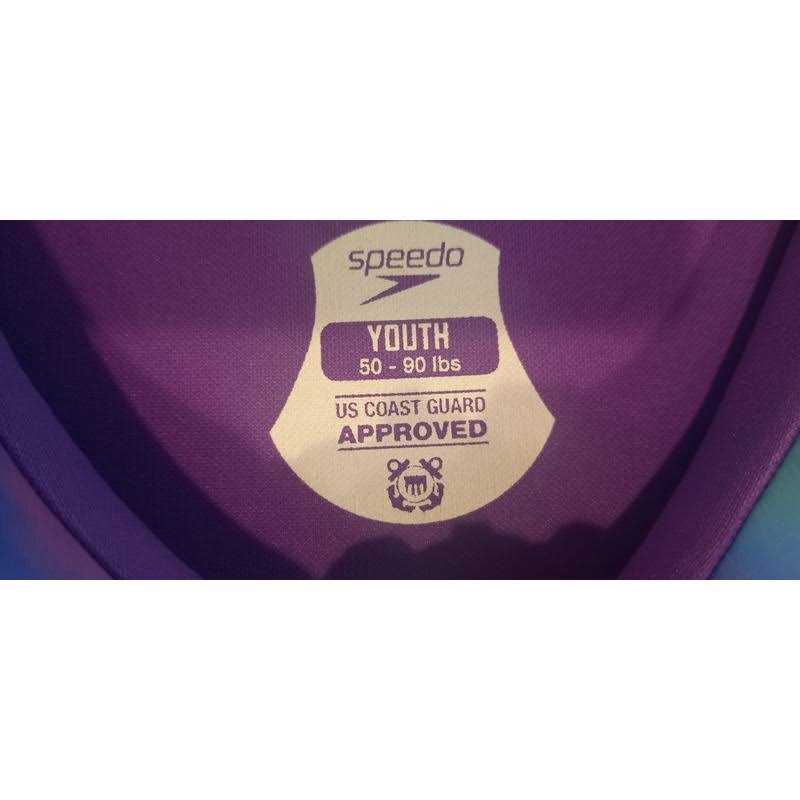 speedo
YOUTH
50 - 90 lbs
US COAST GUARD
APPROVED